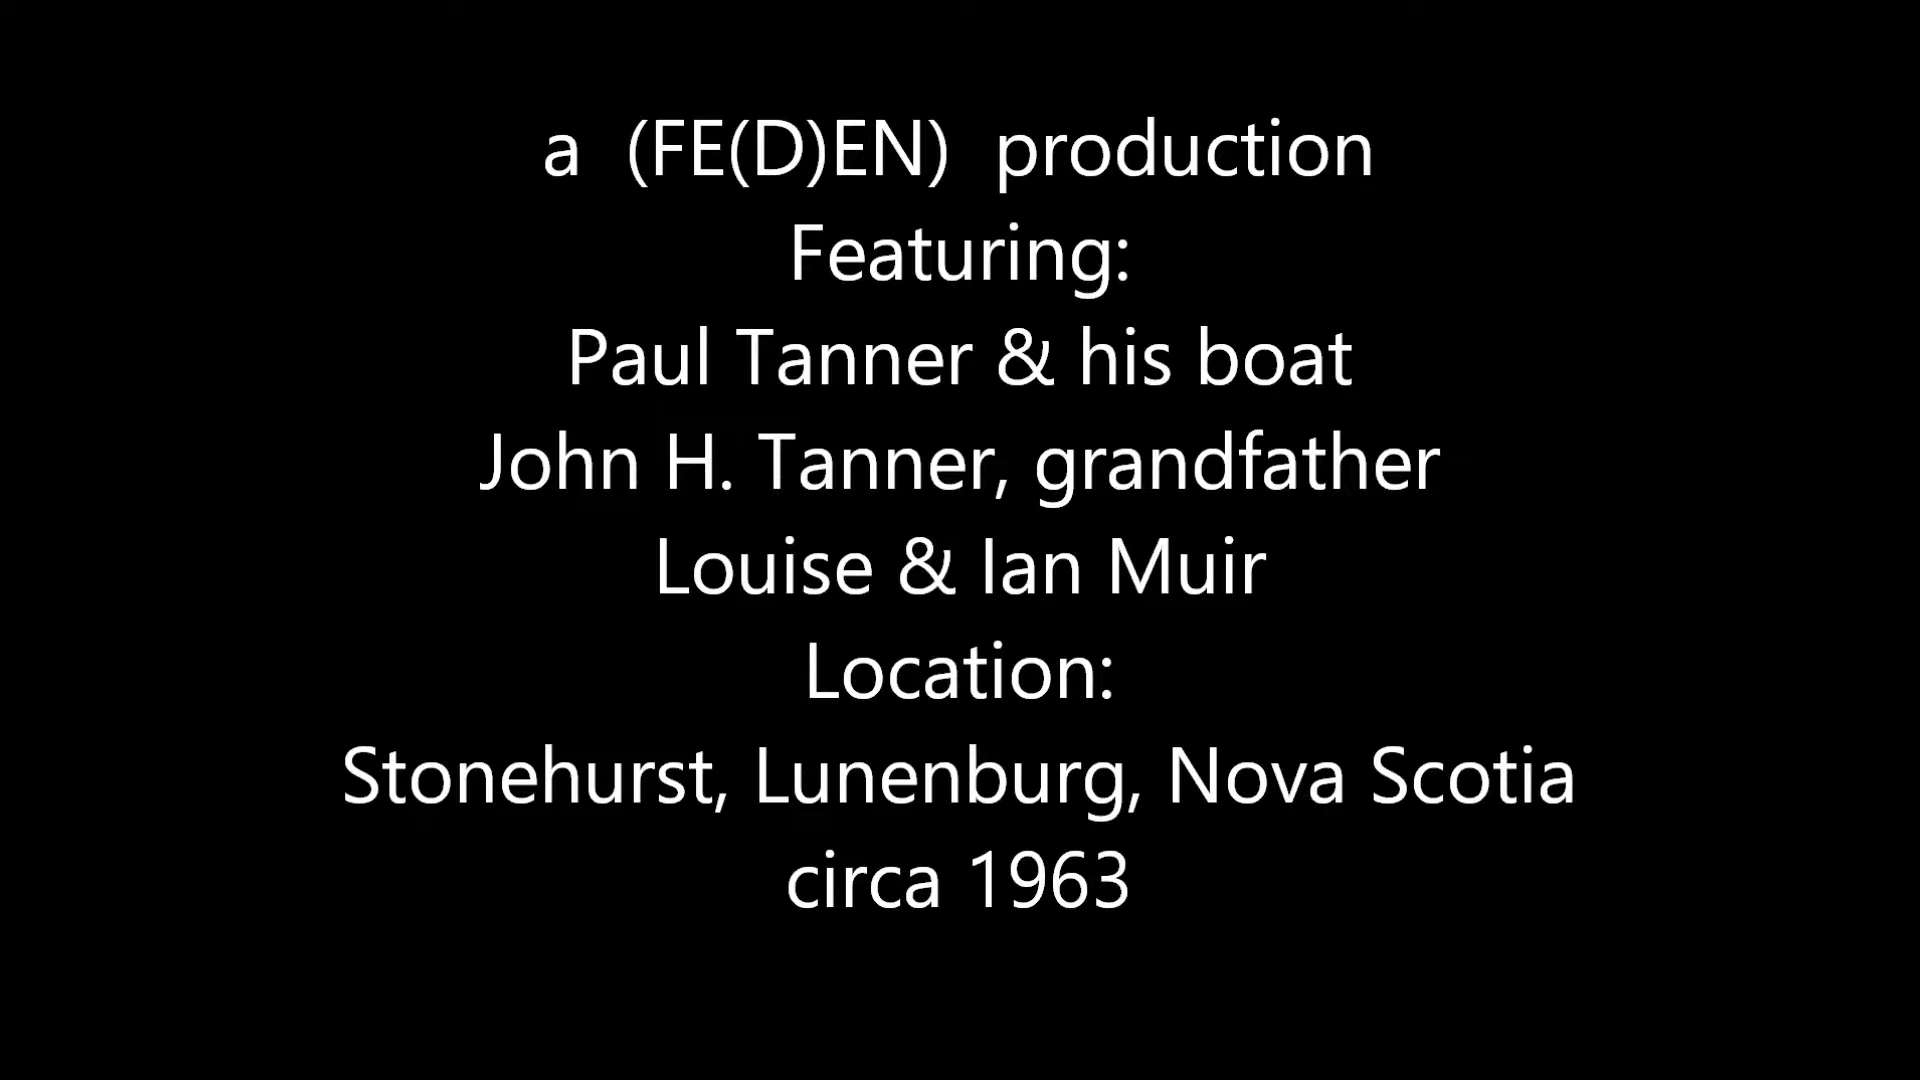 a (FE(D)EN) production
Featuring:
Paul Tanner & his boat
John H. Tanner, grandfather
Louise & Ian Muir
Location:
Stonehurst, Lunenburg, Nova Scotia
circa 1963